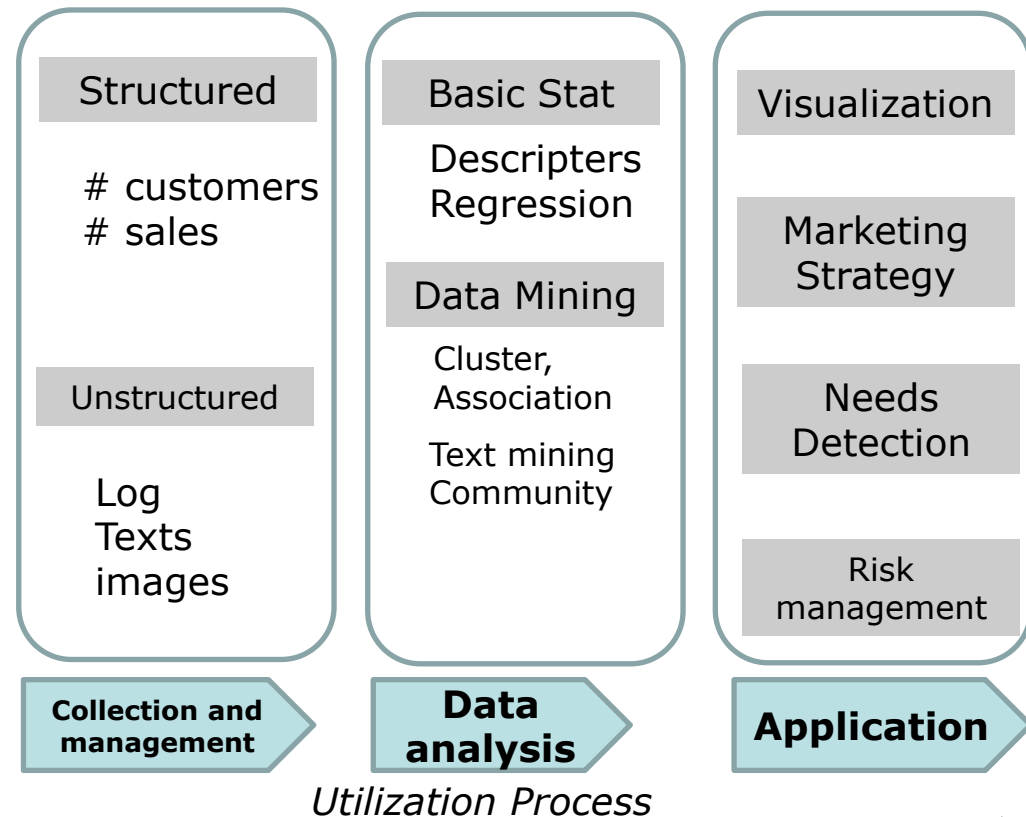 Structured
# customers
# sales
Unstructured
Log
Texts
images
Collection and
management
Basic Stat
Descripters
Regression
Data Mining
Cluster,
Association
Text mining
Community
Data
analysis
Visualization
Marketing
Strategy
Needs
Detection
Risk
management
Application
Utilization Process